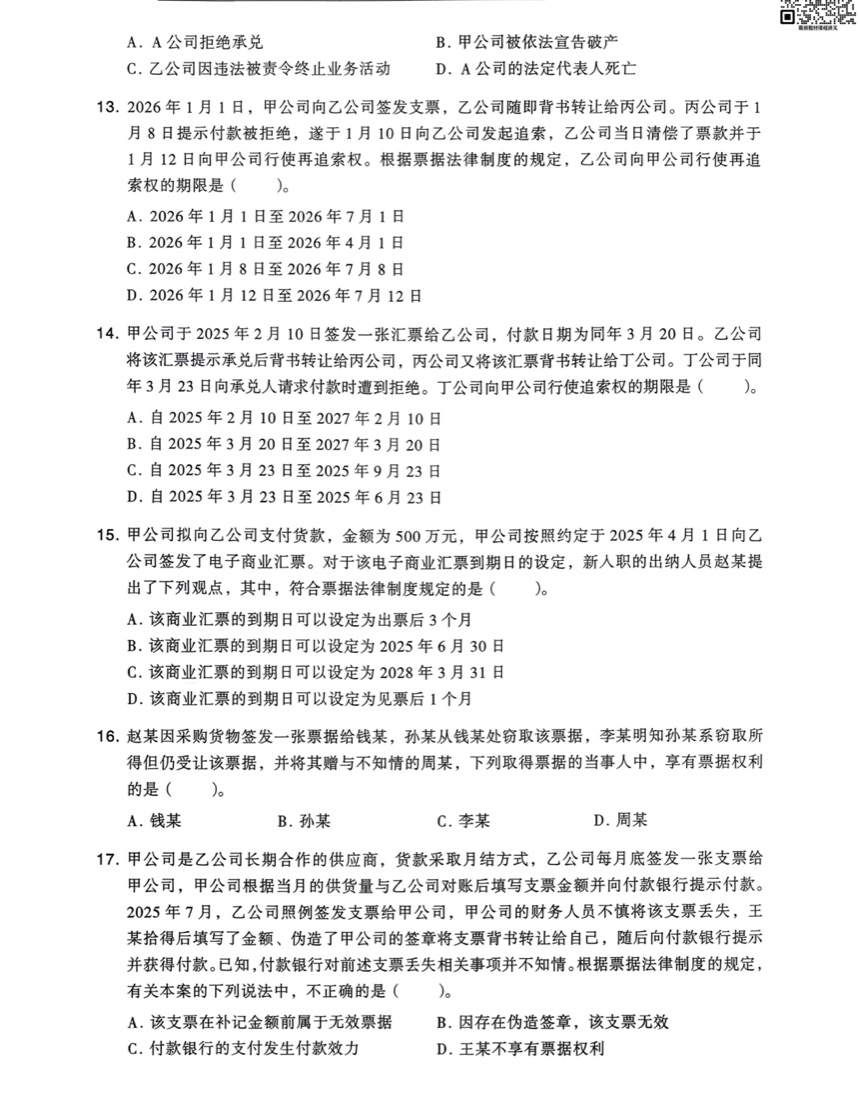 A. A公司拒绝承兑 B. 甲公司被依法宣告破产
C. 乙公司因违法被责令终止业务活动 D. A公司的法定代表人死亡
13. 2026年1月1日，甲公司向乙公司签发支票，乙公司随即背书转让给丙公司。丙公司于1
月8日提示付款被拒绝，遂于1月10日向乙公司发起追索，乙公司当日清偿了票款并于
1月12日向甲公司行使再追索权。根据票据法律制度的规定，乙公司向甲公司行使再追
索权的期限是（ ）。
A. 2026年1月1日至2026年7月1日
B. 2026年1月1日至2026年4月1日
C. 2026年1月8日至2026年7月8日
D. 2026年1月12日至2026年7月12日
14. 甲公司于2025年2月10日签发一张汇票给乙公司，付款日期为同年3月20日。乙公司
将该汇票提示承兑后背书转让给丙公司，丙公司又将该汇票背书转让给丁公司。丁公司于同
年3月23日向承兑人请求付款时遭到拒绝。丁公司向甲公司行使追索权的期限是（ ）。
A. 自2025年2月10日至2027年2月10日
B. 自2025年3月20日至2027年3月20日
C. 自2025年3月23日至2025年9月23日
D. 自2025年3月23日至2025年6月23日
15. 甲公司拟向乙公司支付货款，金额为500万元，甲公司按照约定于2025年4月1日向乙
公司签发了电子商业汇票。对于该电子商业汇票到期日的设定，新入职的出纳人员赵某提
出了下列观点，其中，符合票据法律制度规定的是（ ）。
A. 该商业汇票的到期日可以设定为出票后3个月
B. 该商业汇票的到期日可以设定为2025年6月30日
C. 该商业汇票的到期日可以设定为2028年3月31日
D. 该商业汇票的到期日可以设定为见票后1个月
16. 赵某因采购货物签发一张票据给钱某，孙某从钱某处窃取该票据，李某明知孙某系窃取所
得但仍受让该票据，并将其赠与不知情的周某，下列取得票据的当事人中，享有票据权利
的是（ ）。
A. 钱某 B. 孙某 C. 李某 D. 周某
17. 甲公司是乙公司长期合作的供应商，货款采取月结方式，乙公司每月底签发一张支票给
甲公司，甲公司根据当月的供货量与乙公司对账后填写支票金额并向付款银行提示付款。
2025年7月，乙公司照例签发支票给甲公司，甲公司的财务人员不慎将该支票丢失，王
某拾得后填写了金额、伪造了甲公司的签章将支票背书转让给自己，随后向付款银行提示
并获得付款。已知，付款银行对前述支票丢失相关事项并不知情。根据票据法律制度的规定，
有关本案的下列说法中，不正确的是（ ）。
A. 该支票在补记金额前属于无效票据 B. 因存在伪造签章，该支票无效
C. 付款银行的支付发生付款效力 D. 王某不享有票据权利